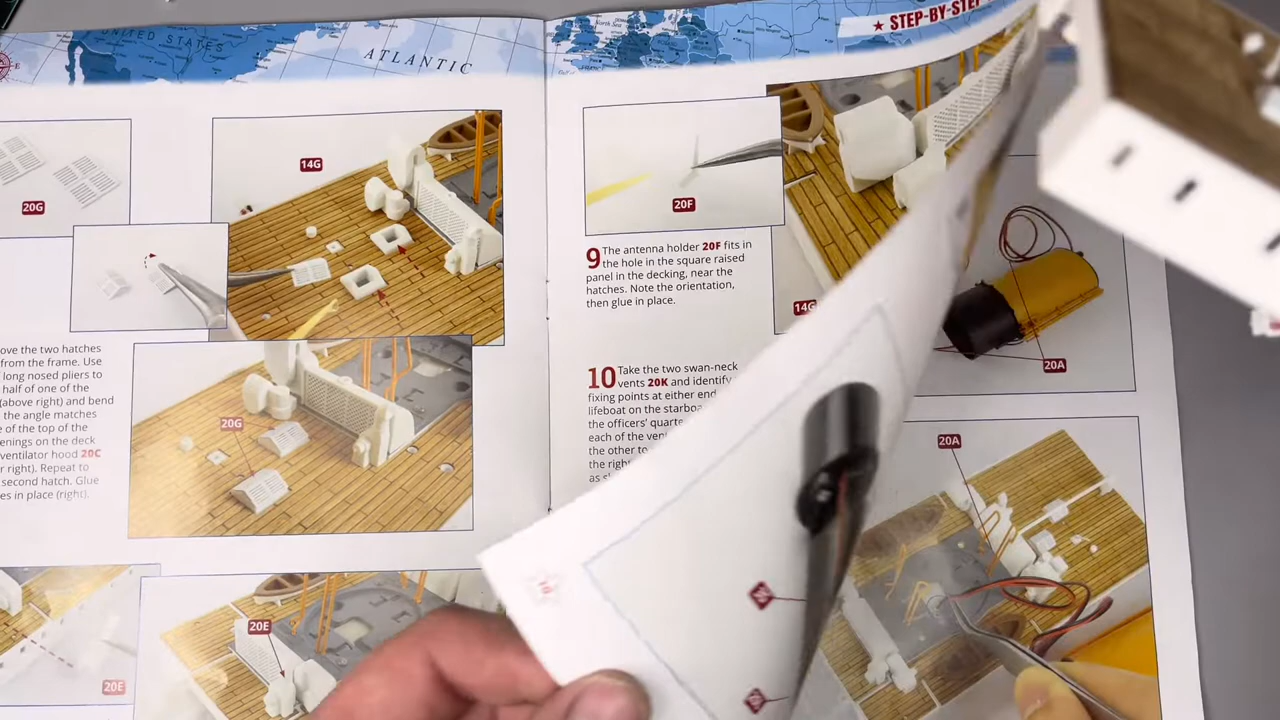 UNITED STATES
ATLANTIC
★ STEP-BY-STEP
20G
14G
ove the two hatches
from the frame. Use
long nosed pliers to
half of one of the
(above right) and bend
the angle matches
e of the top of the
enings on the deck
ventilator hood 20C
r right). Repeat to
second hatch. Glue
es in place (right).
20G
20E
20E
20F
9 The antenna holder 20F fits in
the hole in the square raised
panel in the decking, near the
hatches. Note the orientation,
then glue in place.
14G
10 Take the two swan-neck
vents 20K and identify
fixing points at either end
lifeboat on the starboa
the officers' quarte
each of the ven
the other to
the right
as s
20A
20A